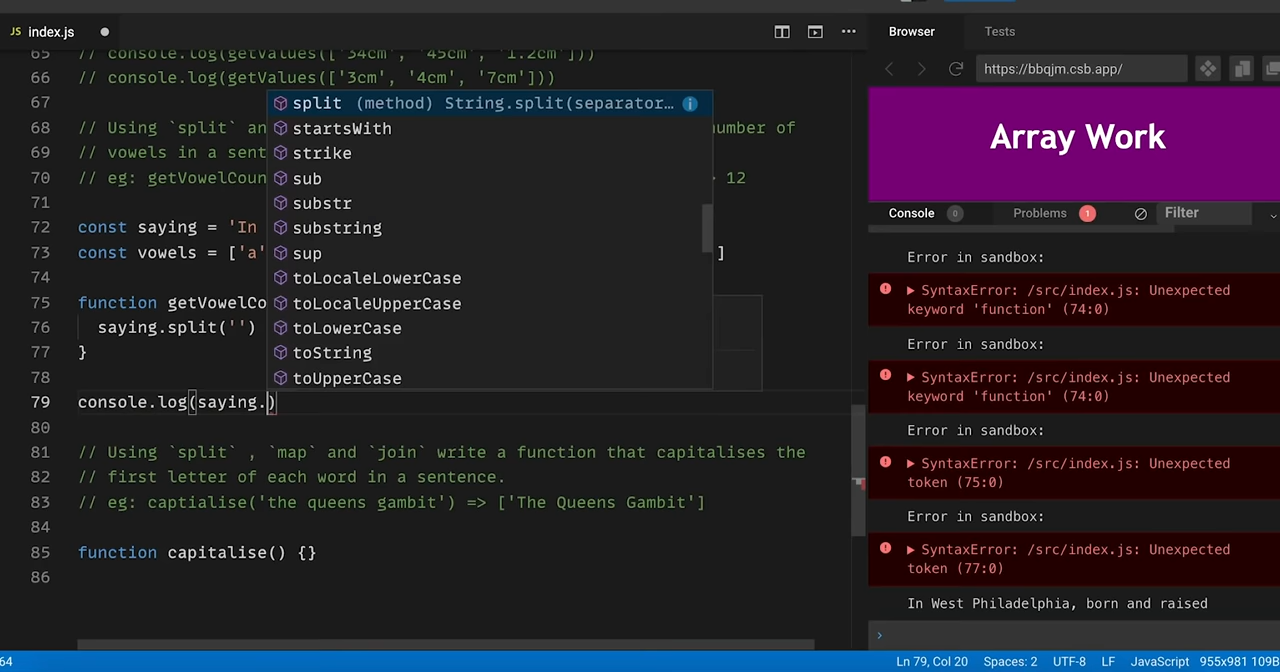 JS index.js
65 // console.log(getValues(['34cm', '45cm', '1.2cm']))
66 // console.log(getValues(['3cm', '4cm', '7cm']))
67
68 // Using `split` an number of
69 // vowels in a sent
70 // eg: getVowelCoun 12
71
72 const saying = 'In
73 const vowels = ['a' ]
74
75 function getVowelCo
76 saying.split('')
77 }
78
79 console.log(saying.)
80
81 // Using `split` , `map` and `join` write a function that capitalises the
82 // first letter of each word in a sentence.
83 // eg: captialise('the queens gambit') => ['The Queens Gambit']
84
85 function capitalise() {}
86
split (method) String.split(separator…
startsWith
strike
sub
substr
substring
sup
toLocaleLowerCase
toLocaleUpperCase
toLowerCase
toString
toUpperCase
Browser Tests
https://bbqjm.csb.app/
Array Work
Console 0 Problems 1 Filter
Error in sandbox:
▶ SyntaxError: /src/index.js: Unexpected
keyword 'function' (74:0)
Error in sandbox:
▶ SyntaxError: /src/index.js: Unexpected
keyword 'function' (74:0)
Error in sandbox:
▶ SyntaxError: /src/index.js: Unexpected
token (75:0)
Error in sandbox:
▶ SyntaxError: /src/index.js: Unexpected
token (77:0)
In West Philadelphia, born and raised
›
64 Ln 79, Col 20 Spaces: 2 UTF-8 LF JavaScript 955x981 109B